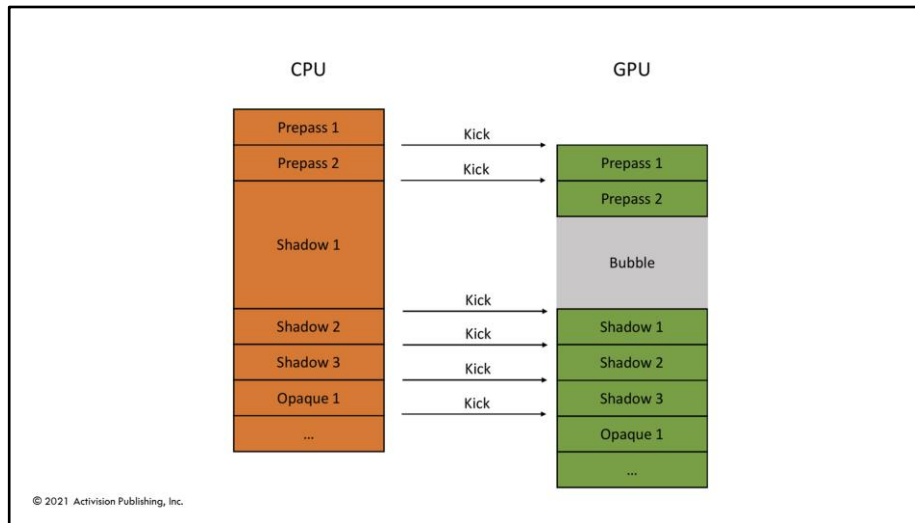 CPU
GPU
Prepass 1
Kick
Prepass 2
Kick
Prepass 1
Prepass 2
Shadow 1
Bubble
Kick
Shadow 2
Kick
Shadow 1
Shadow 3
Kick
Shadow 2
Opaque 1
Kick
Shadow 3
...
Opaque 1
...
© 2021 Activision Publishing, Inc.